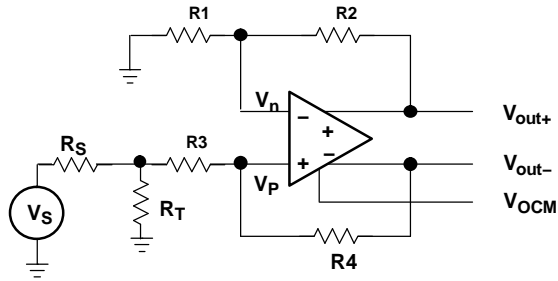 R1
R2
Vn
−
+
Vout+
RS
R3
+
−
Vout−
VP
VS
RT
VOCM
R4